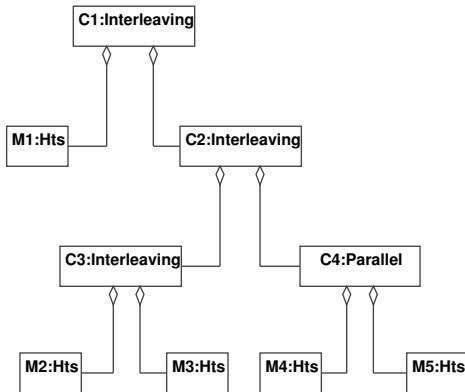 C1:Interleaving
M1:Hts
C2:Interleaving
C3:Interleaving
C4:Parallel
M2:Hts
M3:Hts
M4:Hts
M5:Hts